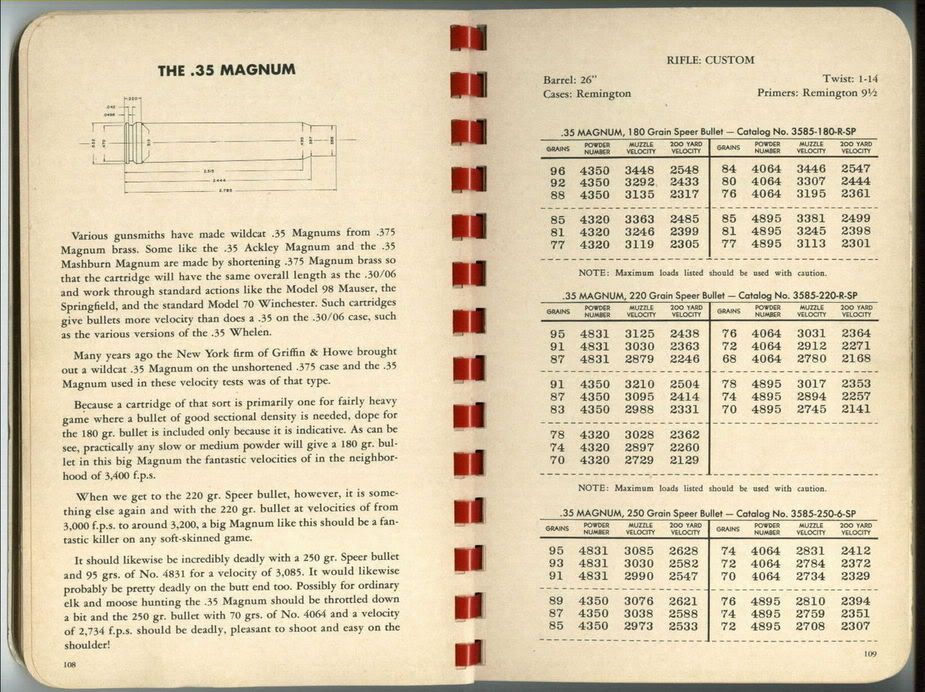 THE .35 MAGNUM
Various gunsmiths have made wildcat .35 Magnums from .375
Magnum brass. Some like the .35 Ackley Magnum and the .35
Mashburn Magnum are made by shortening .375 Magnum brass so
that the cartridge will have the same overall length as the .30/06
and work through standard actions like the Model 98 Mauser, the
Springfield, and the standard Model 70 Winchester. Such cartridges
give bullets more velocity than does a .35 on the .30/06 case, such
as the various versions of the .35 Whelen.
Many years ago the New York firm of Griffin & Howe brought
out a wildcat .35 Magnum on the unshortened .375 case and the .35
Magnum used in these velocity tests was of that type.
Because a cartridge of that sort is primarily one for fairly heavy
game where a bullet of good sectional density is needed, dope for
the 180 gr. bullet is included only because it is indicative. As can be
see, practically any slow or medium powder will give a 180 gr. bul-
let in this big Magnum the fantastic velocities of in the neighbor-
hood of 3,400 f.p.s.
When we get to the 220 gr. Speer bullet, however, it is some-
thing else again and with the 220 gr. bullet at velocities of from
3,000 f.p.s. to around 3,200, a big Magnum like this should be a fan-
tastic killer on any soft-skinned game.
It should likewise be incredibly deadly with a 250 gr. Speer bullet
and 95 grs. of No. 4831 for a velocity of 3,085. It would likewise
probably be pretty deadly on the butt end too. Possibly for ordinary
elk and moose hunting the .35 Magnum should be throttled down
a bit and the 250 gr. bullet with 70 grs. of No. 4064 and a velocity
of 2,734 f.p.s. should be deadly, pleasant to shoot and easy on the
shoulder!
108
RIFLE: CUSTOM
Barrel: 26" Twist: 1-14
Cases: Remington Primers: Remington 9½
.35 MAGNUM, 180 Grain Speer Bullet — Catalog No. 3585-180-R-SP
GRAINS POWDER NUMBER MUZZLE VELOCITY 200 YARD VELOCITY GRAINS POWDER NUMBER MUZZLE VELOCITY 200 YARD VELOCITY
96 4350 3448 2548 84 4064 3446 2547
92 4350 3292 2433 80 4064 3307 2444
88 4350 3135 2317 76 4064 3195 2361
85 4320 3363 2485 85 4895 3381 2499
81 4320 3246 2399 81 4895 3245 2398
77 4320 3119 2305 77 4895 3113 2301
NOTE: Maximum loads listed should be used with caution.
.35 MAGNUM, 220 Grain Speer Bullet — Catalog No. 3585-220-R-SP
GRAINS POWDER NUMBER MUZZLE VELOCITY 200 YARD VELOCITY GRAINS POWDER NUMBER MUZZLE VELOCITY 200 YARD VELOCITY
95 4831 3125 2438 76 4064 3031 2364
91 4831 3030 2363 72 4064 2912 2271
87 4831 2879 2246 68 4064 2780 2168
91 4350 3210 2504 78 4895 3017 2353
87 4350 3095 2414 74 4895 2894 2257
83 4350 2988 2331 70 4895 2745 2141
78 4320 3028 2362
74 4320 2897 2260
70 4320 2729 2129
NOTE: Maximum loads listed should be used with caution.
.35 MAGNUM, 250 Grain Speer Bullet — Catalog No. 3585-250-6-SP
GRAINS POWDER NUMBER MUZZLE VELOCITY 200 YARD VELOCITY GRAINS POWDER NUMBER MUZZLE VELOCITY 200 YARD VELOCITY
95 4831 3085 2628 74 4064 2831 2412
93 4831 3030 2582 72 4064 2784 2372
91 4831 2990 2547 70 4064 2734 2329
89 4350 3076 2621 76 4895 2810 2394
87 4350 3038 2588 74 4895 2759 2351
85 4350 2973 2533 72 4895 2708 2307
109